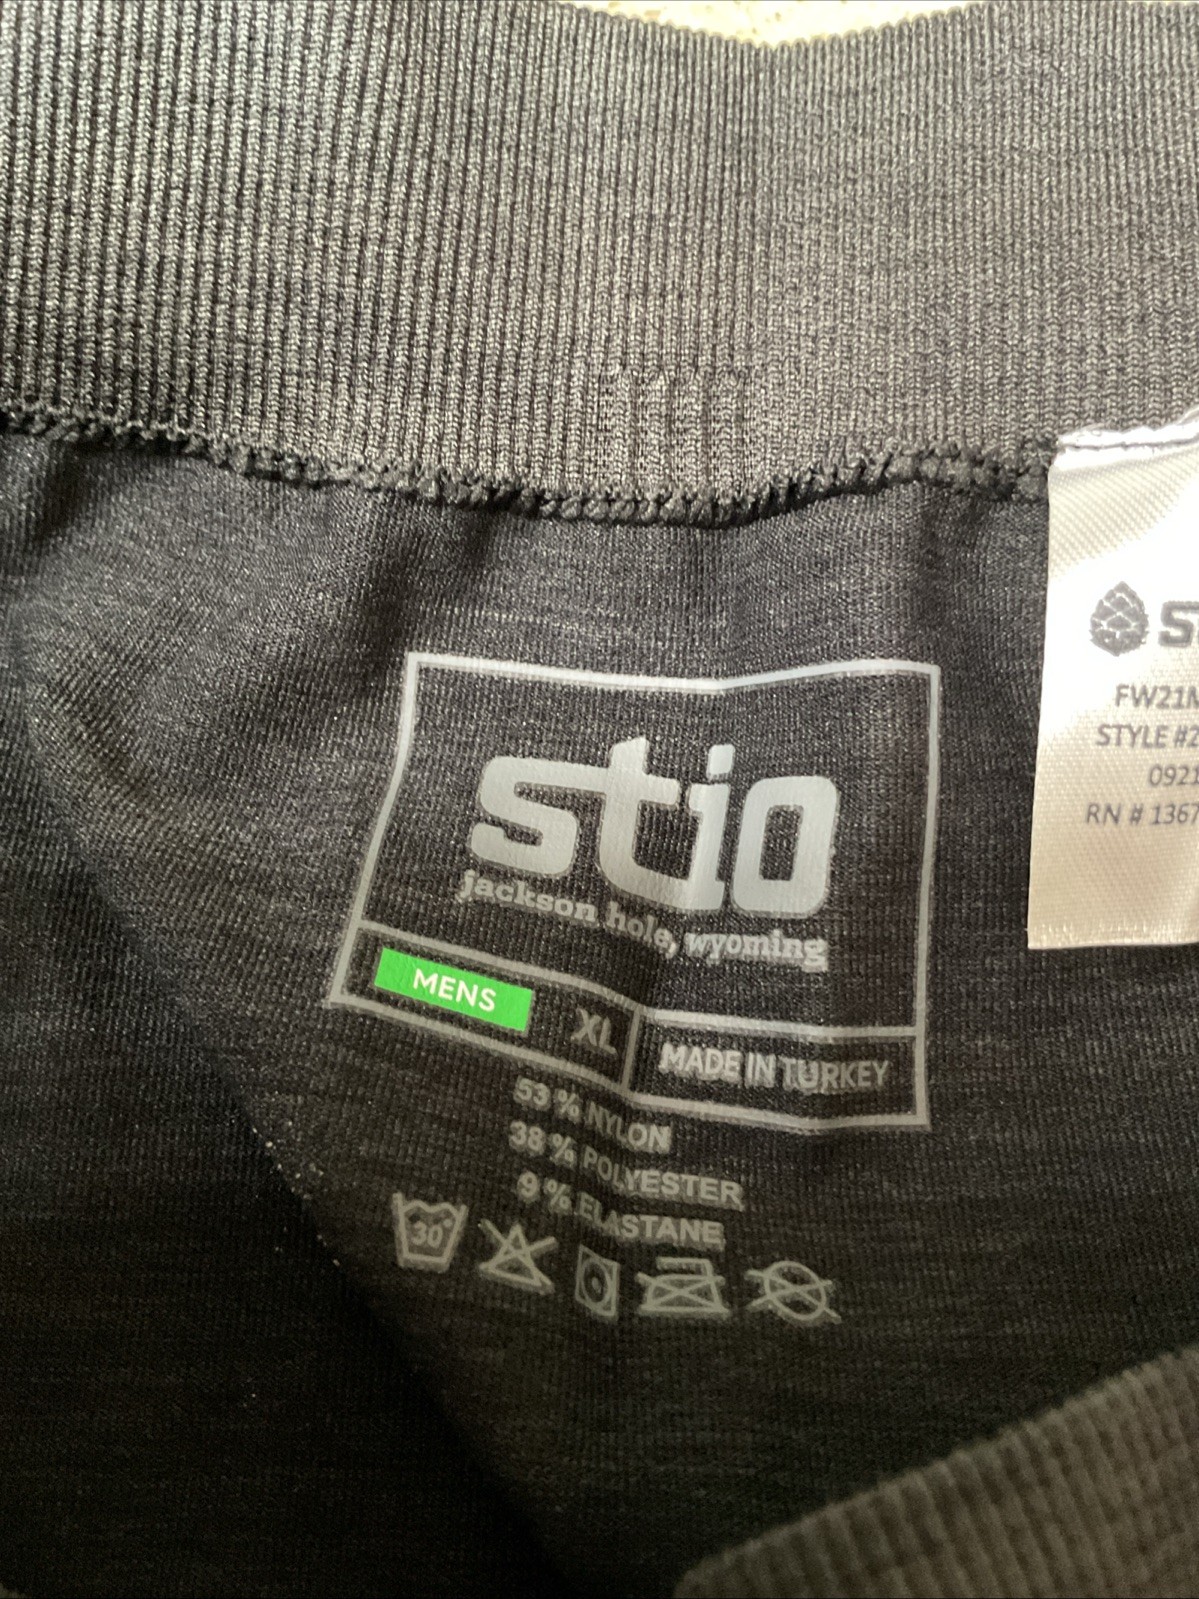 stio
jackson hole, wyoming
MENS
XL
MADE IN TURKEY
53 % NYLON
38 % POLYESTER
9 % ELASTANE
30°
FW21
STYLE #2
0921
RN # 1367